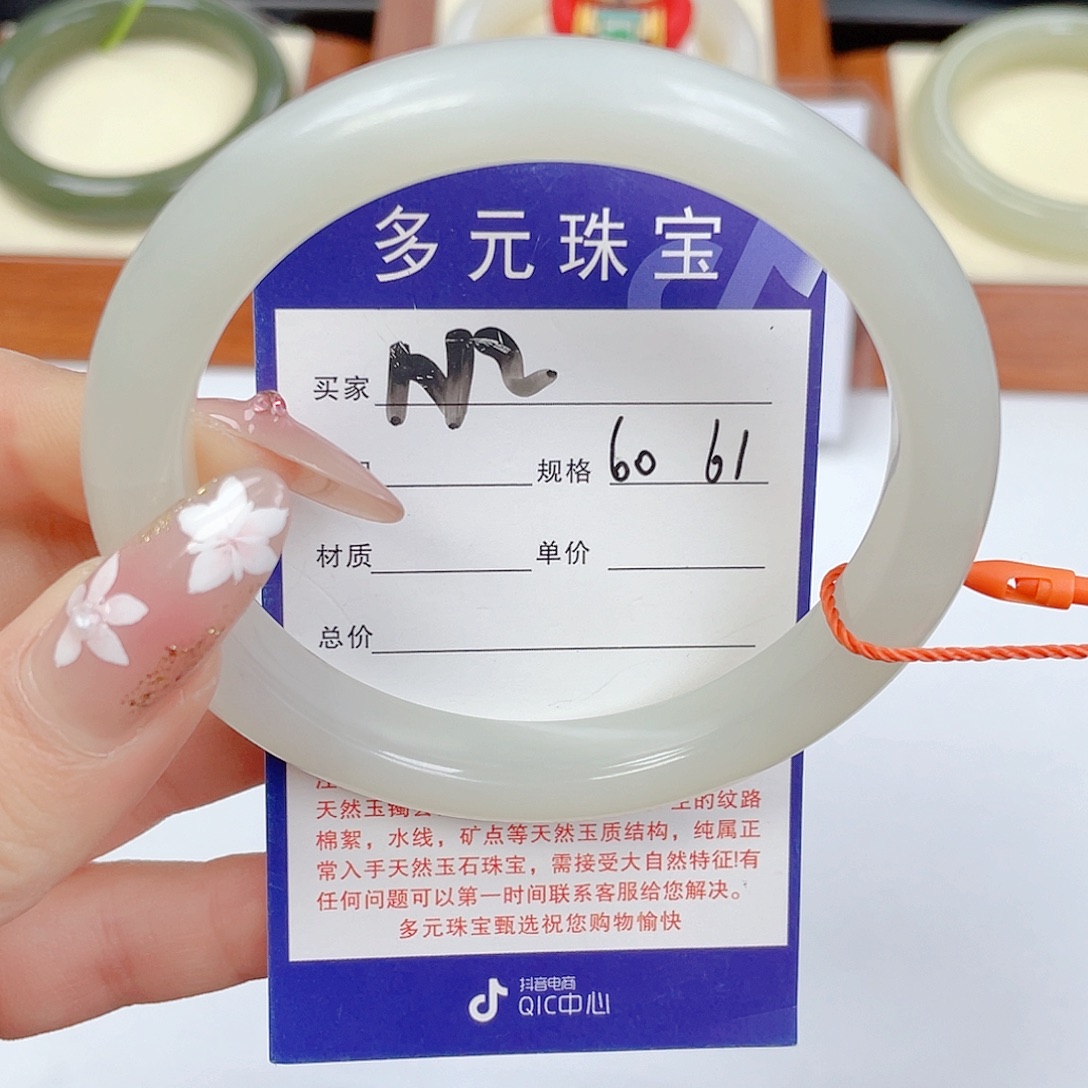 多元珠宝
买家
规格 60 61
材质 单价
总价
天然玉镯 的纹路
棉絮，水线，矿点等天然玉质结构，纯属正
常入手天然玉石珠宝，需接受大自然特征!有
任何问题可以第一时间联系客服给您解决。
多元珠宝甄选祝您购物愉快
抖音电商
QIC中心